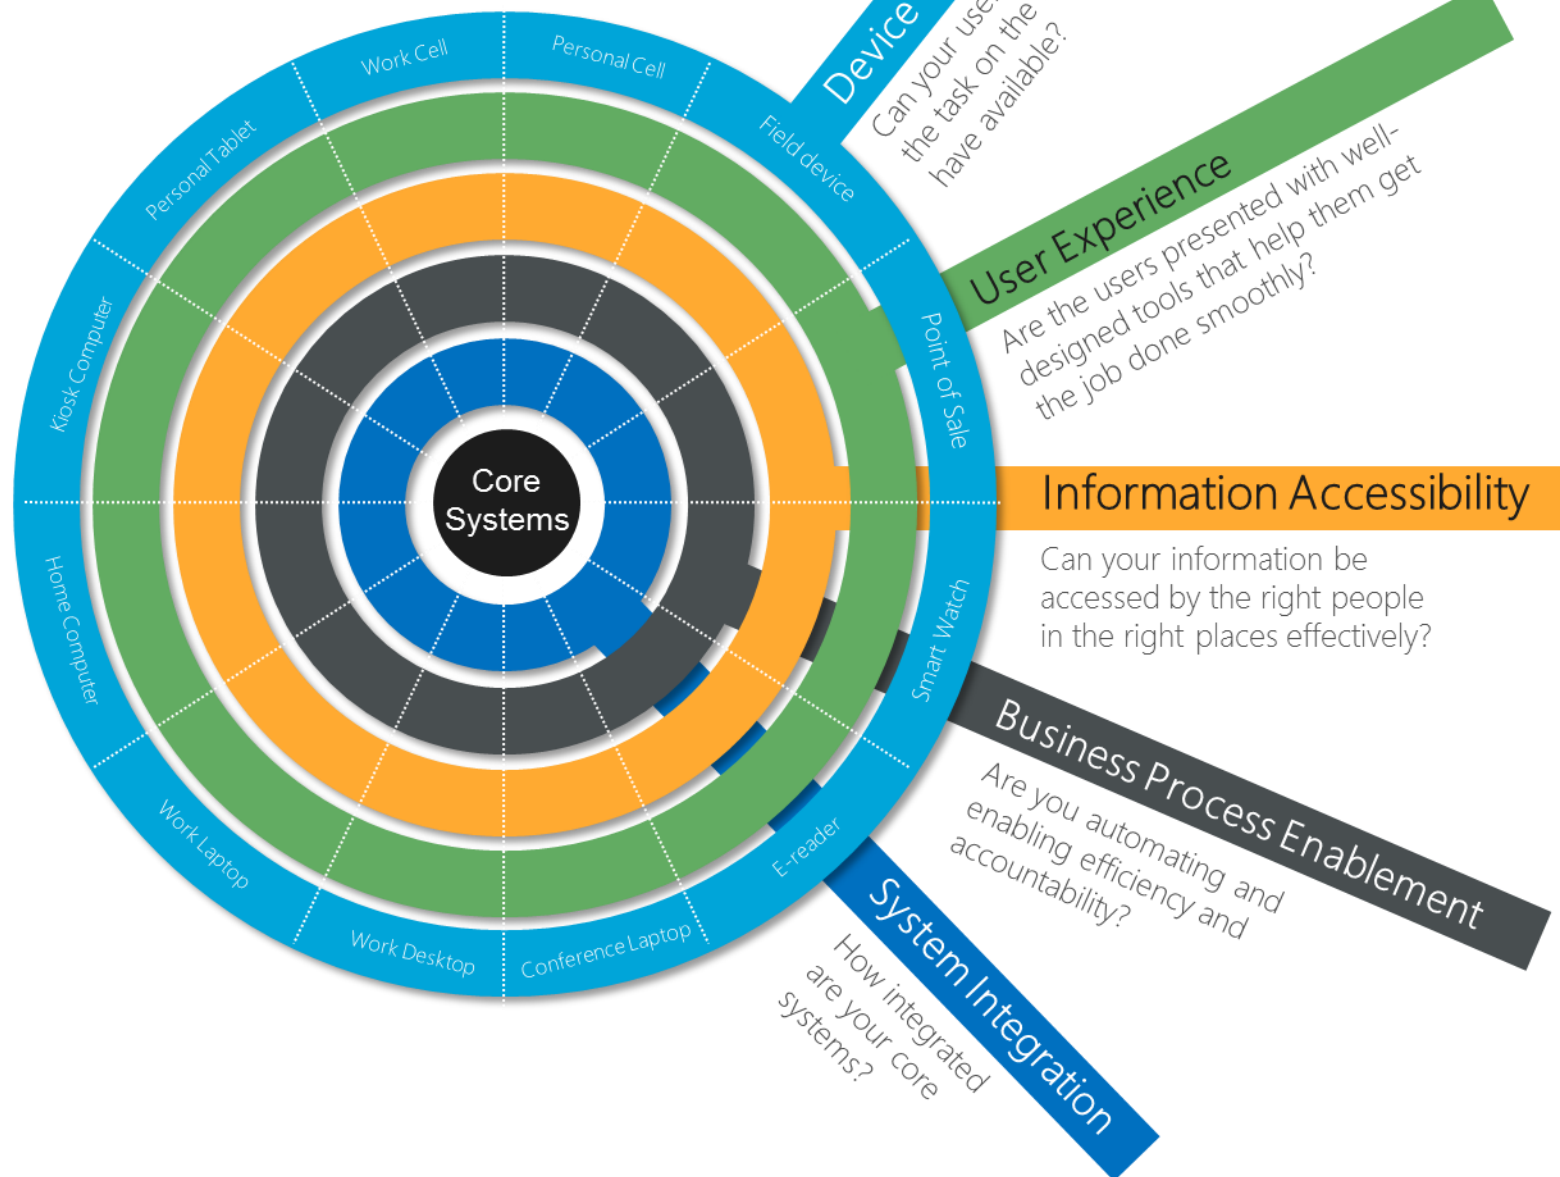 Work Cell
Personal Cell
Field device
Point of Sale
Smart Watch
E-reader
Conference Laptop
Work Desktop
Work Laptop
Home Computer
Kiosk Computer
Personal Tablet
Core
Systems
Device
Can your
the task on the
have available?
User Experience
Are the users presented with well-
designed tools that help them get
the job done smoothly?
Information Accessibility
Can your information be
accessed by the right people
in the right places effectively?
Business Process Enablement
Are you automating and
enabling efficiency and
accountability?
System Integration
How integrated
are your core
systems?